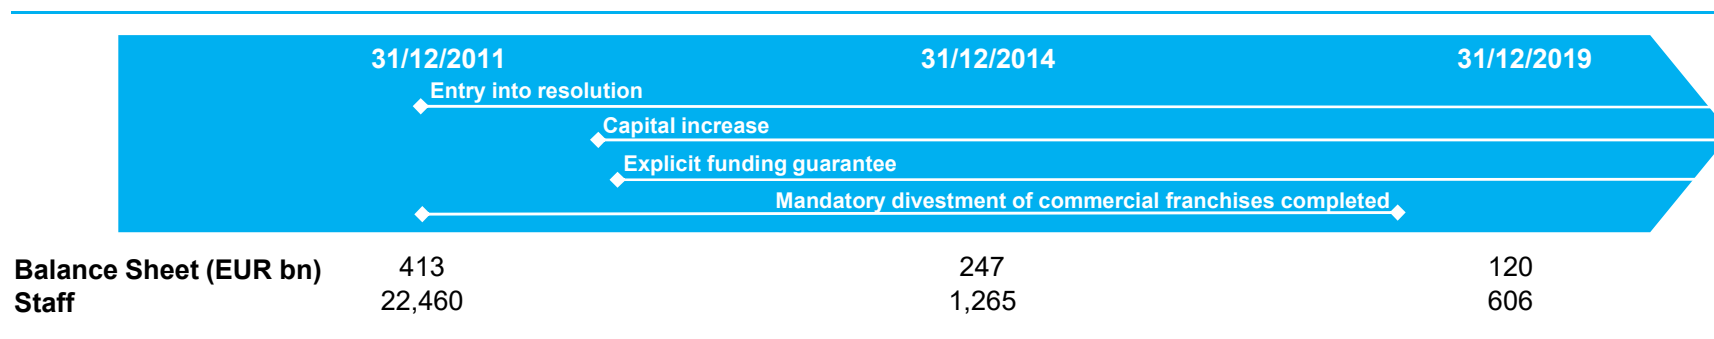 31/12/2011 31/12/2014 31/12/2019
Entry into resolution
Capital increase
Explicit funding guarantee
Mandatory divestment of commercial franchises completed
Balance Sheet (EUR bn) 413 247 120
Staff 22,460 1,265 606